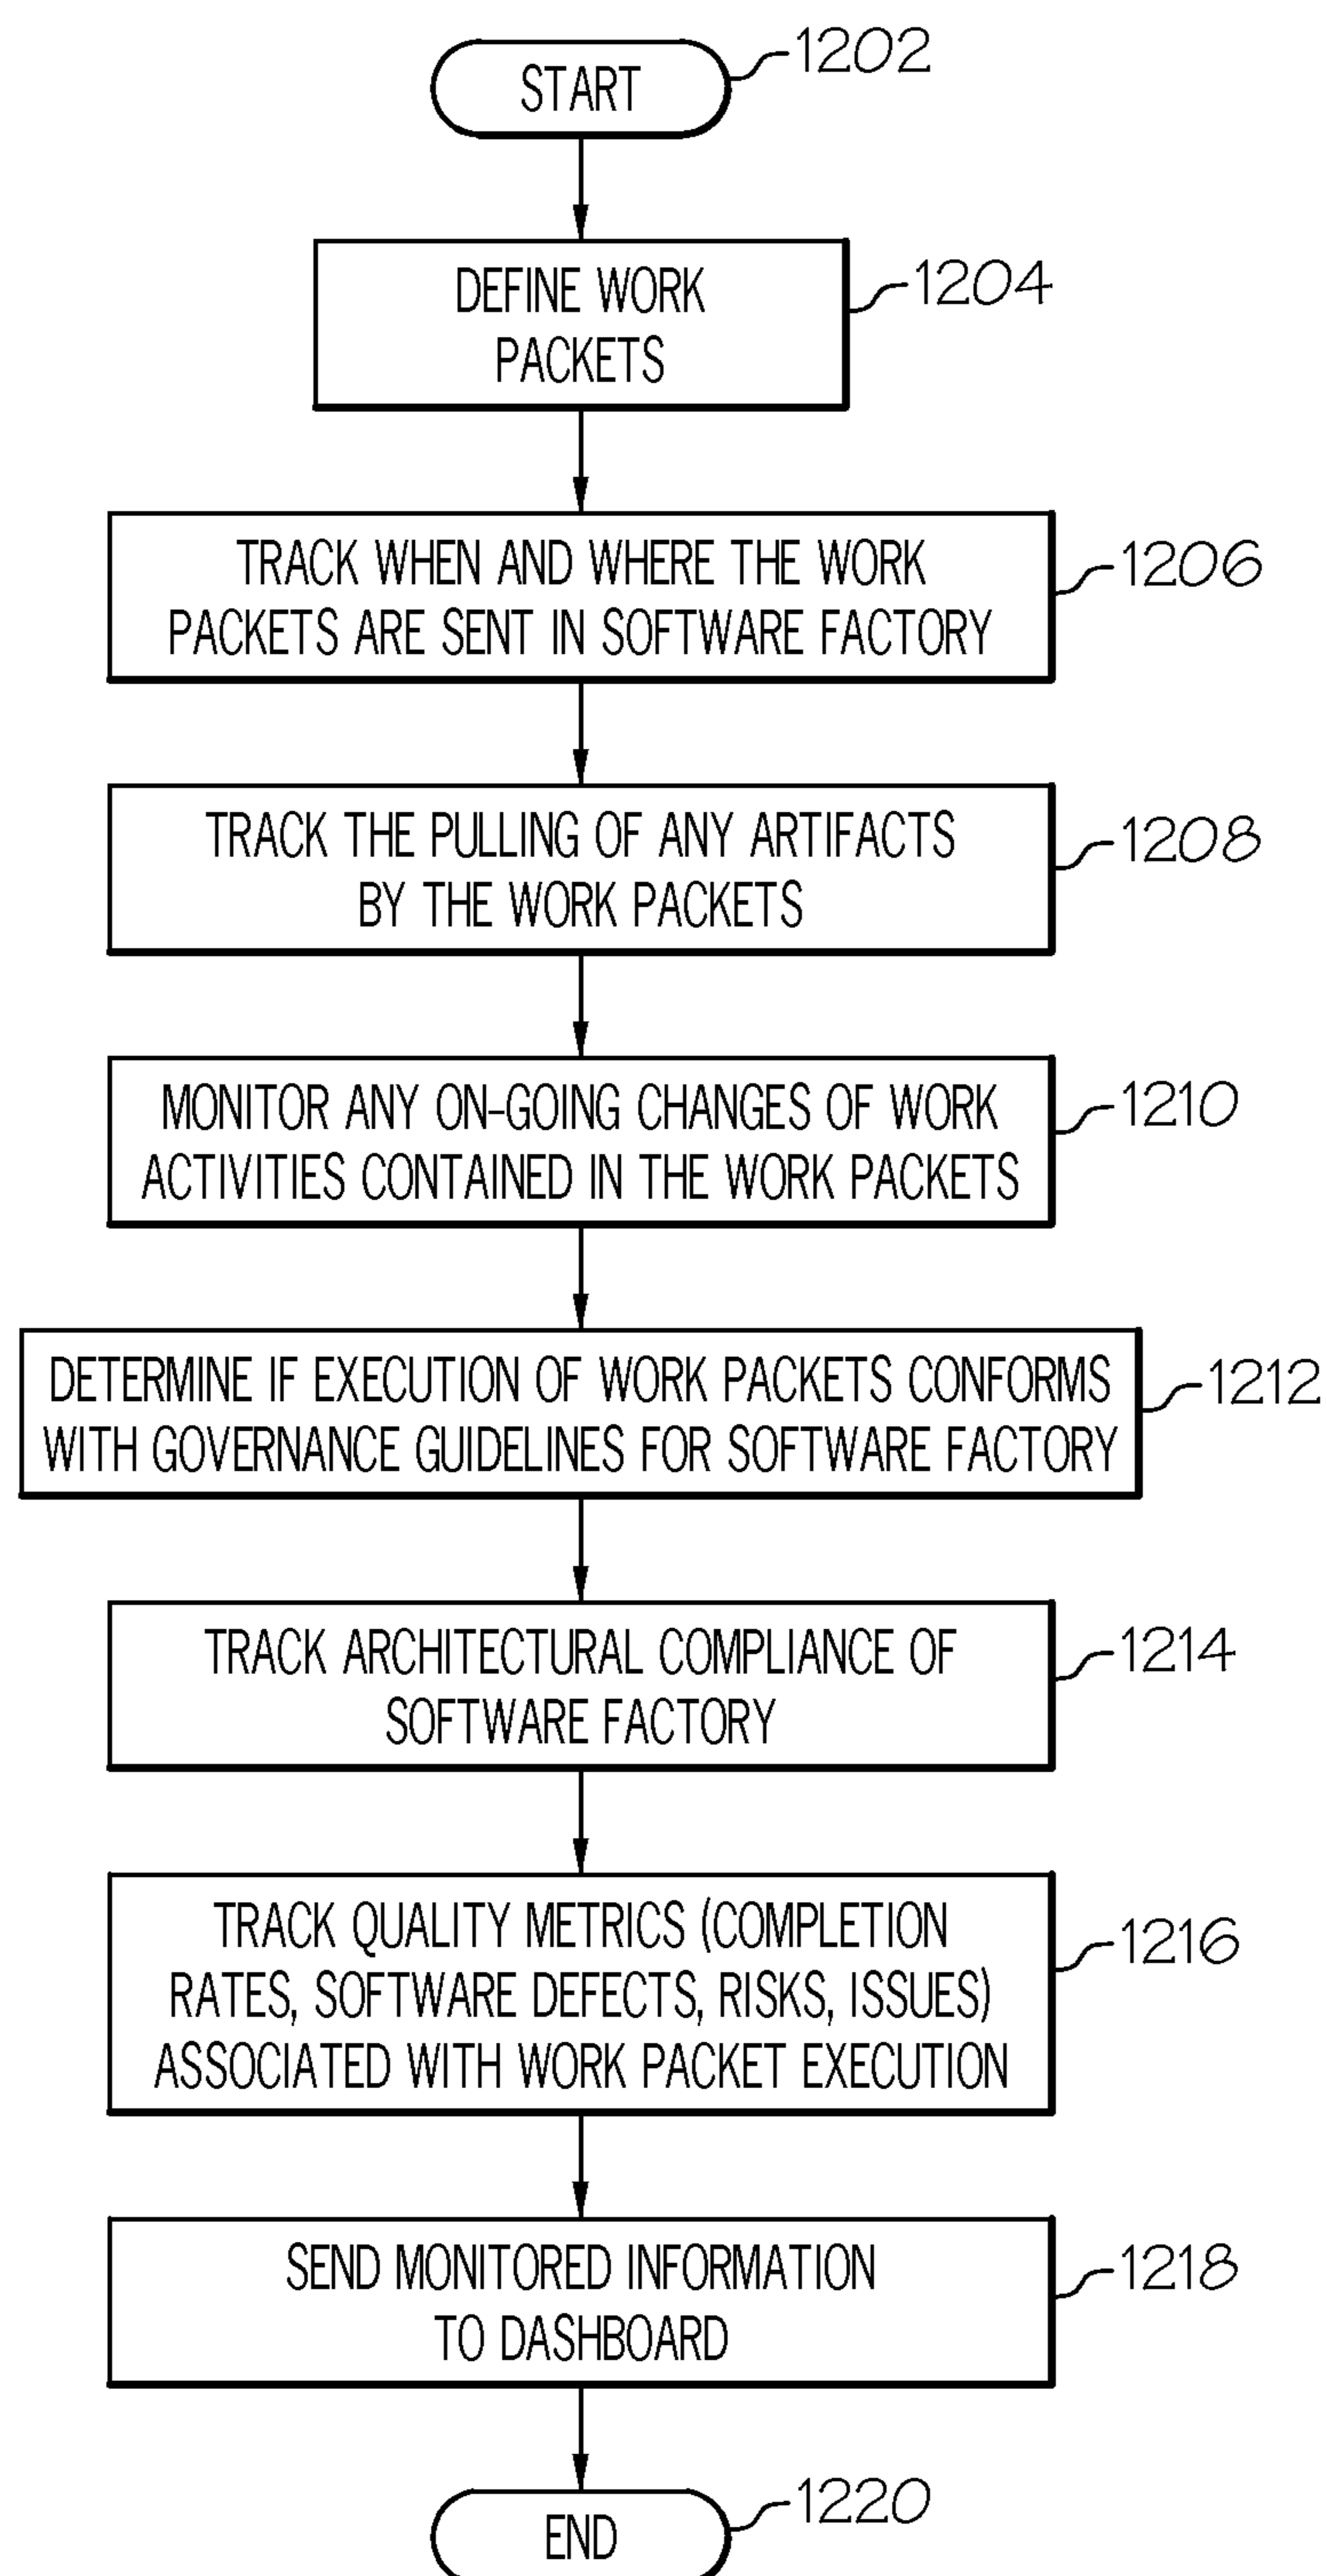 START
1202
DEFINE WORK
PACKETS
1204
TRACK WHEN AND WHERE THE WORK
PACKETS ARE SENT IN SOFTWARE FACTORY
1206
TRACK THE PULLING OF ANY ARTIFACTS
BY THE WORK PACKETS
1208
MONITOR ANY ON-GOING CHANGES OF WORK
ACTIVITIES CONTAINED IN THE WORK PACKETS
1210
DETERMINE IF EXECUTION OF WORK PACKETS CONFORMS
WITH GOVERNANCE GUIDELINES FOR SOFTWARE FACTORY
1212
TRACK ARCHITECTURAL COMPLIANCE OF
SOFTWARE FACTORY
1214
TRACK QUALITY METRICS (COMPLETION
RATES, SOFTWARE DEFECTS, RISKS, ISSUES)
ASSOCIATED WITH WORK PACKET EXECUTION
1216
SEND MONITORED INFORMATION
TO DASHBOARD
1218
END
1220